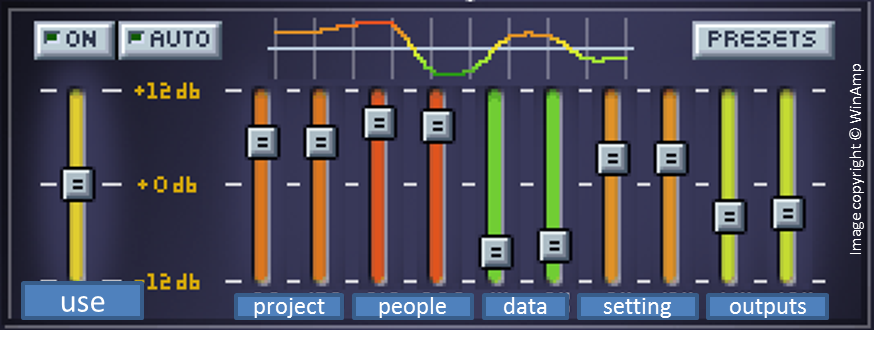 ON AUTO PRESETS
+12 db
+0 db
-12 db
use project people data setting outputs
Image copyright © WinAmp